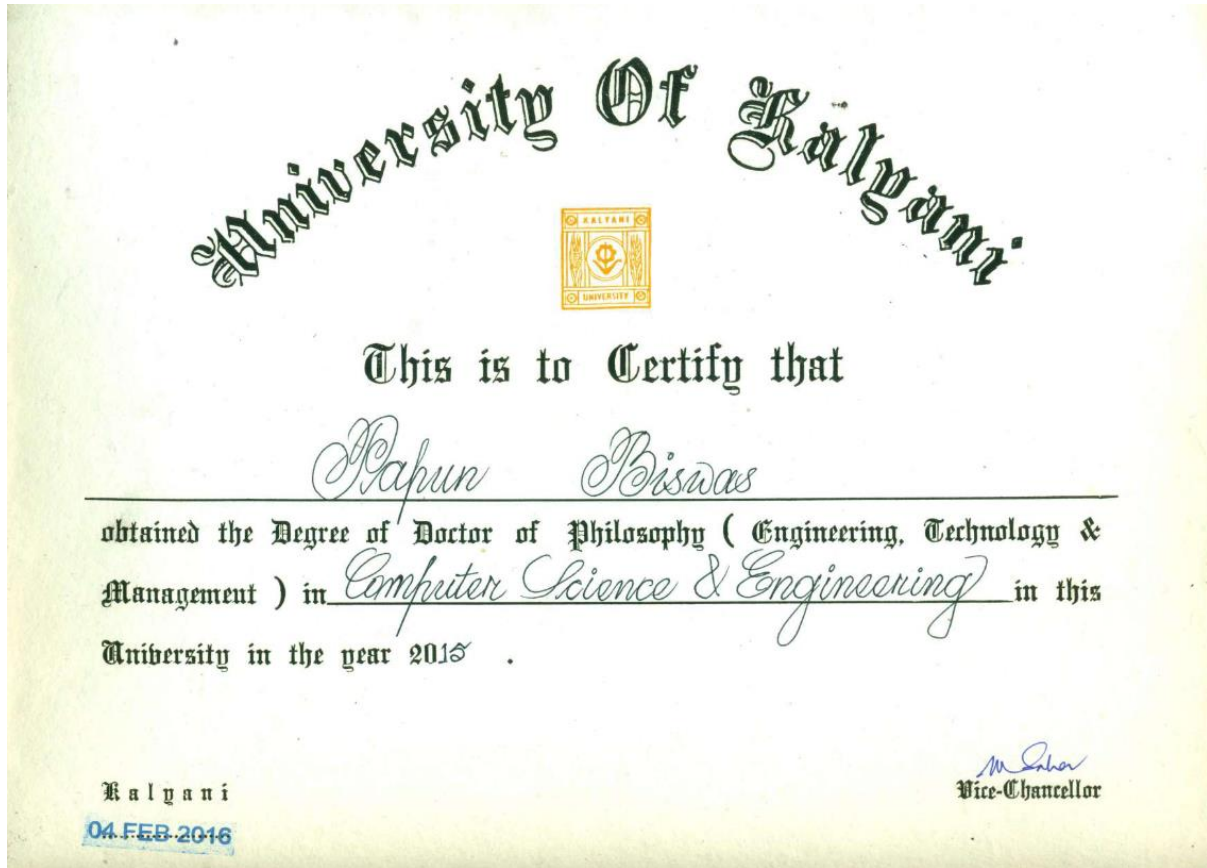 University Of Kalyani
KALYANI
UNIVERSITY
This is to Certify that
Papun Biswas
obtained the Degree of Doctor of Philosophy ( Engineering, Technology &
Management ) in Computer Science & Engineering in this
University in the year 2015 .
Vice-Chancellor
Kalyani
04 FEB 2016